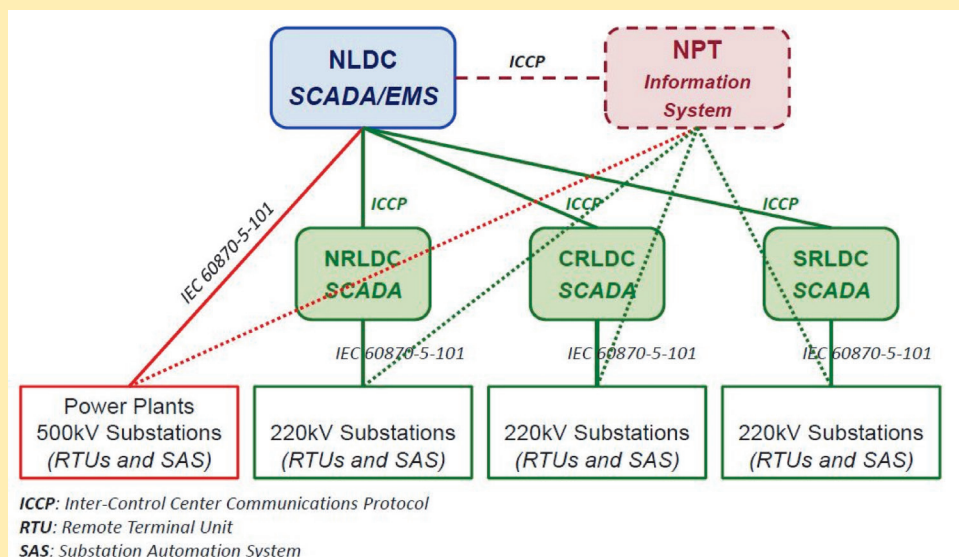 NLDC
SCADA/EMS
ICCP
NPT
Information
System
IEC 60870-5-101
ICCP
ICCP
ICCP
NRLDC
SCADA
CRLDC
SCADA
SRLDC
SCADA
IEC 60870-5-101
IEC 60870-5-101
IEC 60870-5-101
Power Plants
500kV Substations
(RTUs and SAS)
220kV Substations
(RTUs and SAS)
220kV Substations
(RTUs and SAS)
220kV Substations
(RTUs and SAS)
ICCP: Inter-Control Center Communications Protocol
RTU: Remote Terminal Unit
SAS: Substation Automation System